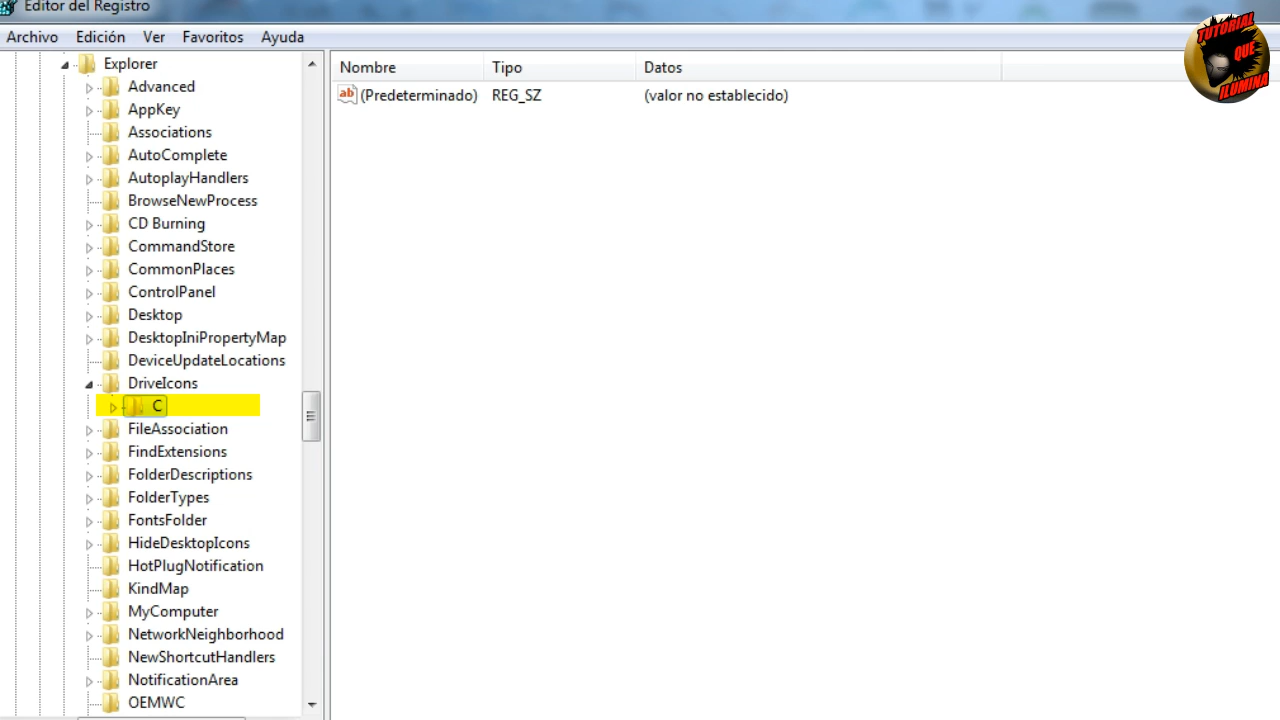 Editor del Registro
Archivo Edición Ver Favoritos Ayuda
Explorer
Advanced
AppKey
Associations
AutoComplete
AutoplayHandlers
BrowseNewProcess
CD Burning
CommandStore
CommonPlaces
ControlPanel
Desktop
DesktopIniPropertyMap
DeviceUpdateLocations
DriveIcons
C
FileAssociation
FindExtensions
FolderDescriptions
FolderTypes
FontsFolder
HideDesktopIcons
HotPlugNotification
KindMap
MyComputer
NetworkNeighborhood
NewShortcutHandlers
NotificationArea
OEMWC
Nombre Tipo Datos
ab (Predeterminado) REG_SZ (valor no establecido)
TUTORIAL
QUE
ILUMINA